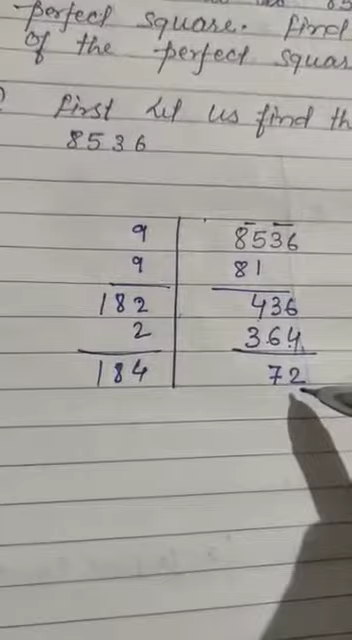 perfect square. find
of the perfect squar
first let us find th
8536
9 8536
9 81
182 436
2 364
184 72